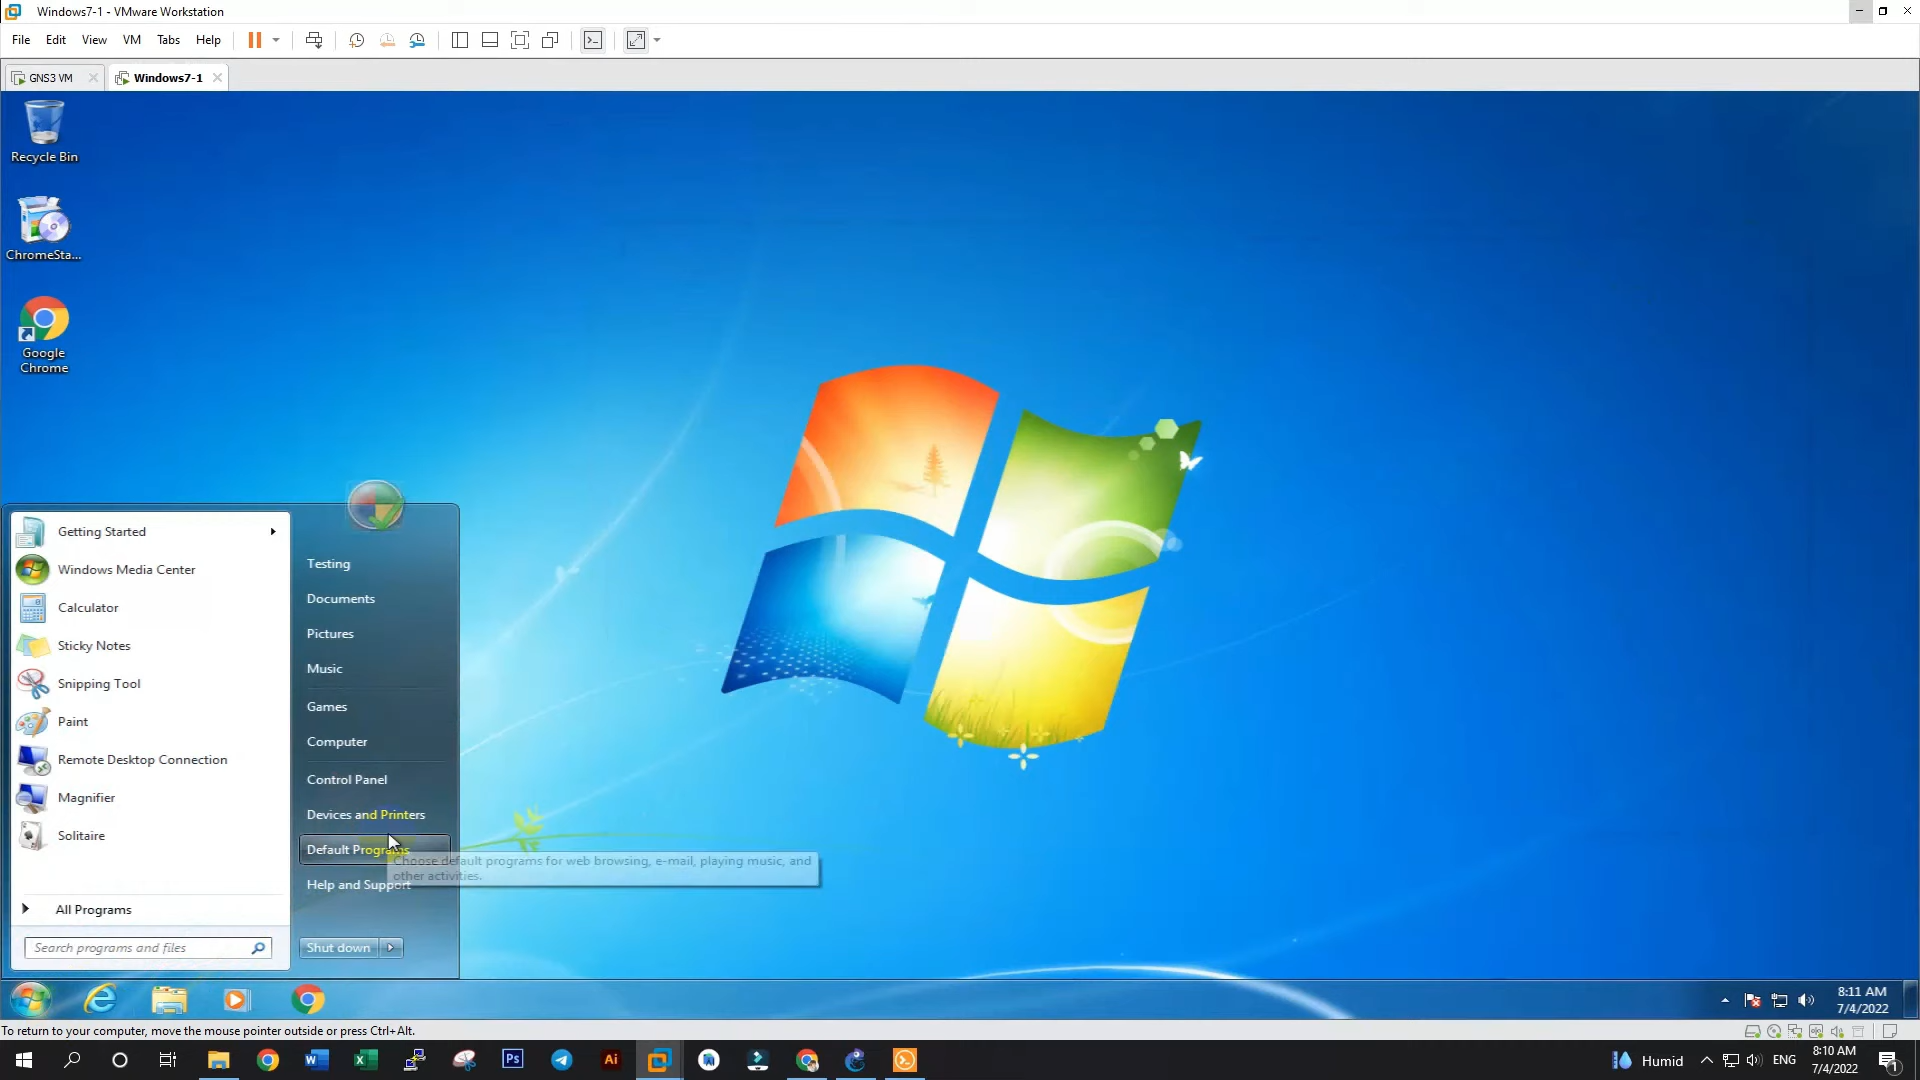 Windows7-1 - VMware Workstation
File Edit View VM Tabs Help
GNS3 VM
Windows7-1
Recycle Bin
ChromeSta...
Google
Chrome
Getting Started
Windows Media Center
Calculator
Sticky Notes
Snipping Tool
Paint
Remote Desktop Connection
Magnifier
Solitaire
All Programs
Search programs and files
Testing
Documents
Pictures
Music
Games
Computer
Control Panel
Devices and Printers
Default Programs
Choose default programs for web browsing, e-mail, playing music, and
other activities.
Help and Support
Shut down
8:11 AM
7/4/2022
To return to your computer, move the mouse pointer outside or press Ctrl+Alt.
Ps
Ai
Humid
ENG
8:10 AM
7/4/2022
1